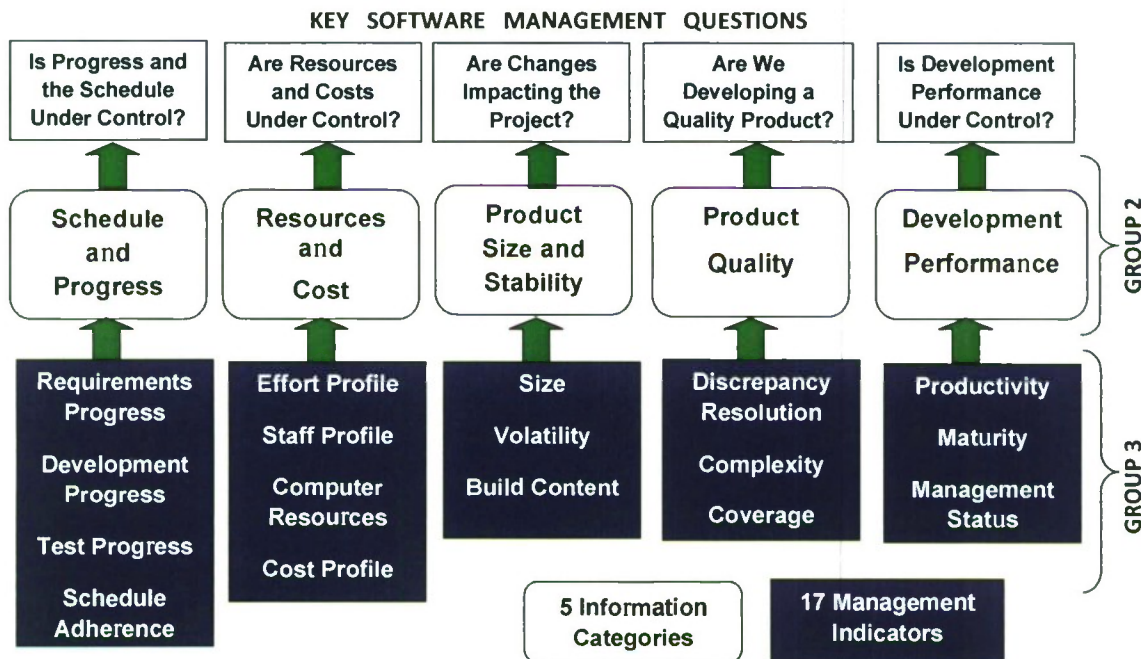 KEY SOFTWARE MANAGEMENT QUESTIONS
Is Progress and
the Schedule
Under Control?
Are Resources
and Costs
Under Control?
Are Changes
Impacting the
Project?
Are We
Developing a
Quality Product?
Is Development
Performance
Under Control?
Schedule
and
Progress
Resources
and
Cost
Product
Size and
Stability
Product
Quality
Development
Performance
GROUP 2
Requirements
Progress
Development
Progress
Test Progress
Schedule
Adherence
Effort Profile
Staff Profile
Computer
Resources
Cost Profile
Size
Volatility
Build Content
Discrepancy
Resolution
Complexity
Coverage
Productivity
Maturity
Management
Status
GROUP 3
5 Information
Categories
17 Management
Indicators